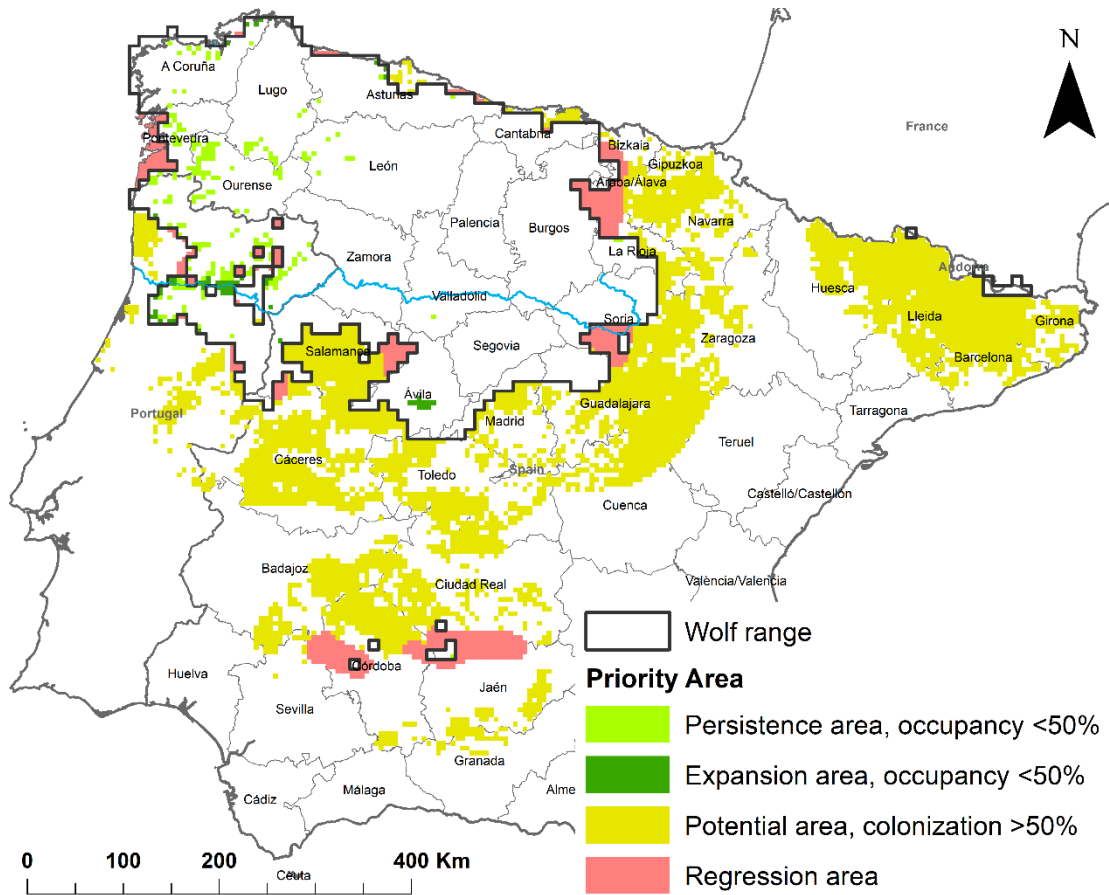 N
A Coruña
Lugo
Asturias
Cantabria
France
Bizkaia
Gipuzkoa
Pontevedra
León
Araba/Álava
Ourense
Navarra
Palencia
Burgos
La Rioja
Zamora
Andorra
Huesca
Valladolid
Lleida
Girona
Soria
Zaragoza
Salamanca
Segovia
Barcelona
Ávila
Guadalajara
Portugal
Madrid
Tarragona
Teruel
Cáceres
Toledo
Spain
Castelló/Castellón
Cuenca
Badajoz
Ciudad Real
València/Valencia
Córdoba
Huelva
Jaén
Sevilla
Granada
Málaga
Alme
Cádiz
Ceuta
0 100 200 400 Km
Wolf range
Priority Area
Persistence area, occupancy <50%
Expansion area, occupancy <50%
Potential area, colonization >50%
Regression area